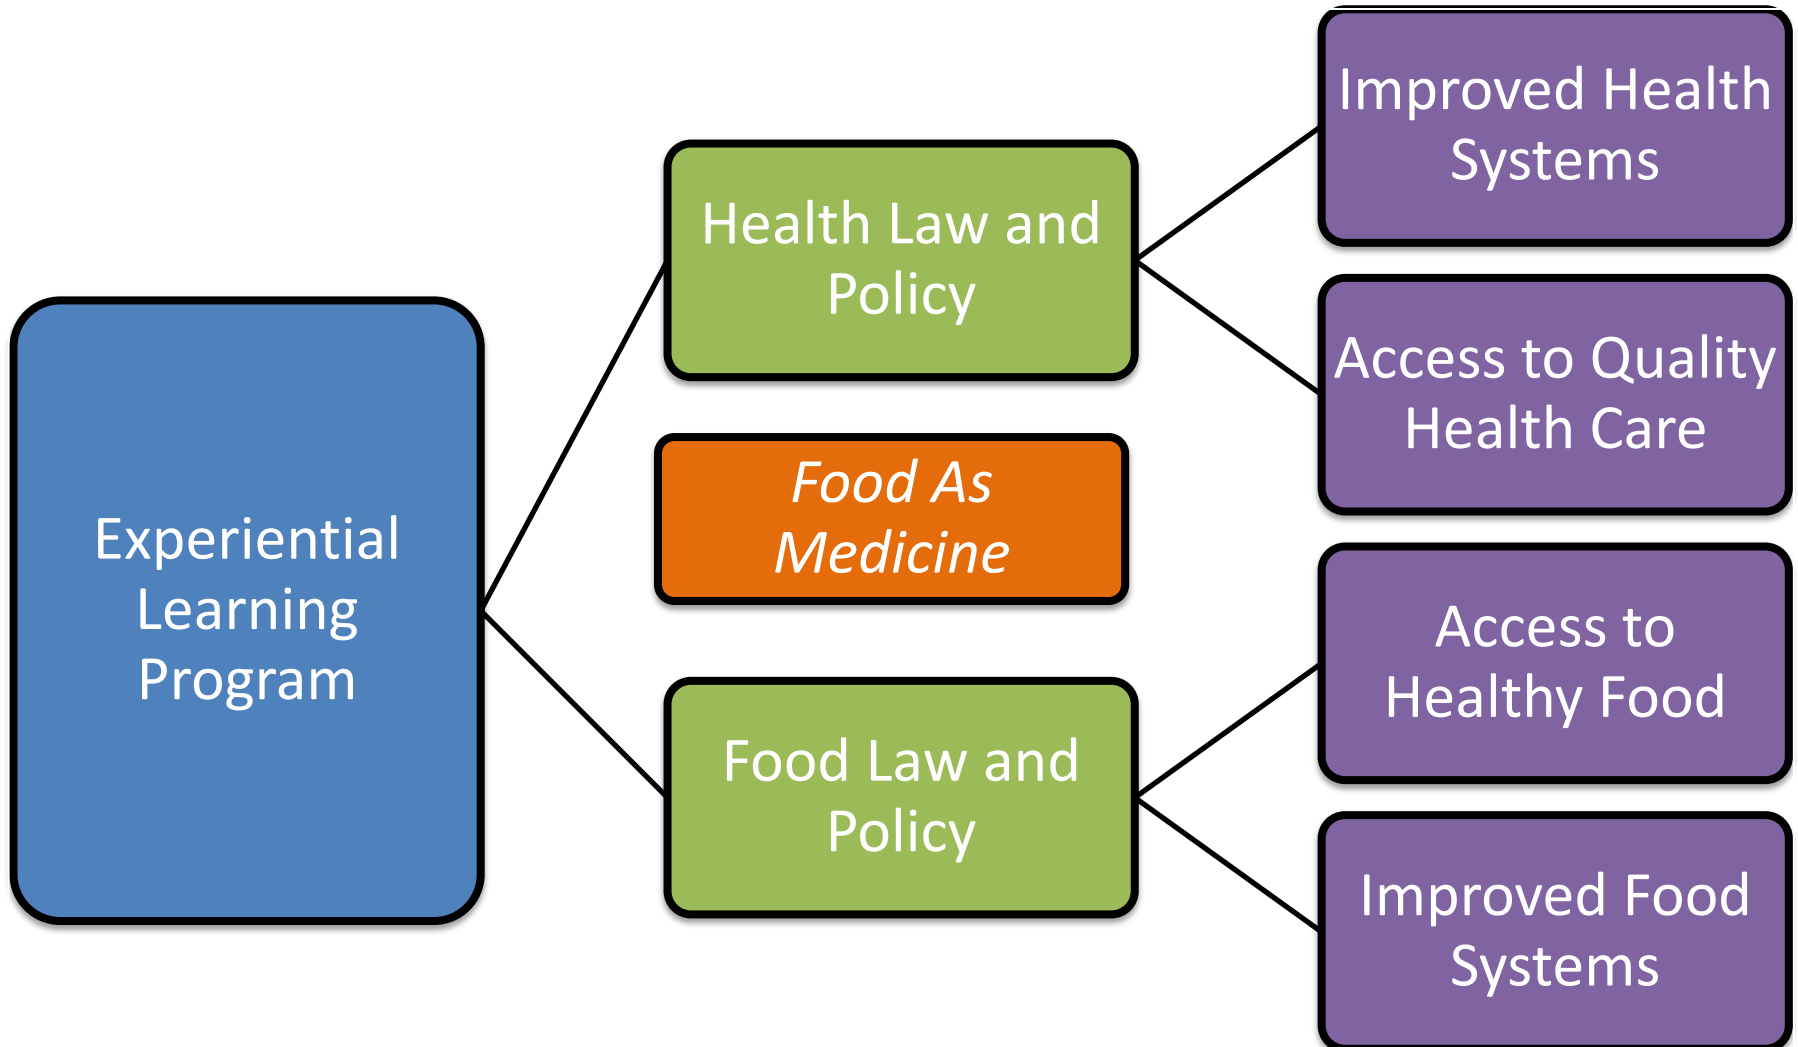 Experiential
Learning
Program
Health Law and
Policy
Food As
Medicine
Food Law and
Policy
Improved Health
Systems
Access to Quality
Health Care
Access to
Healthy Food
Improved Food
Systems